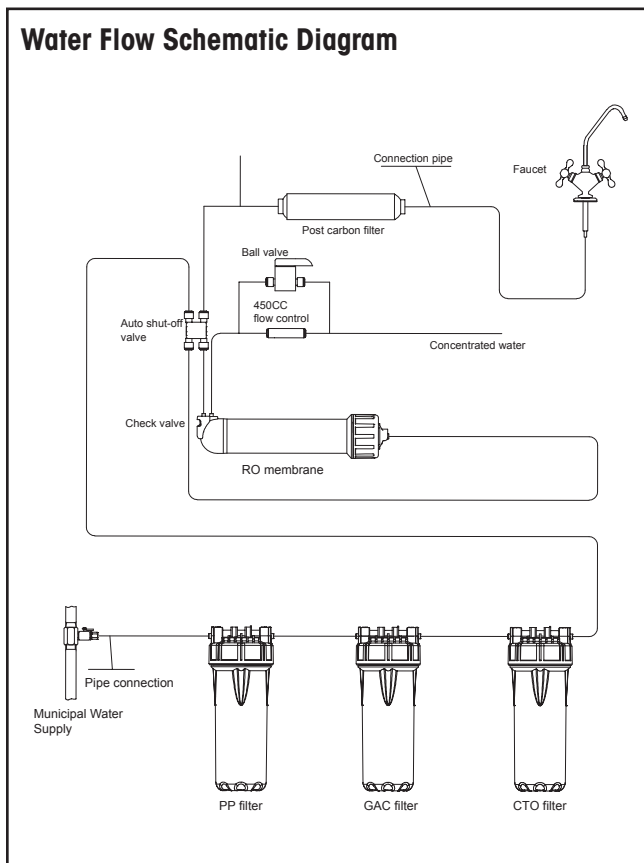 Water Flow Schematic Diagram
Connection pipe
Faucet
Post carbon filter
Ball valve
450CC
flow control
Auto shut-off
valve
Concentrated water
Check valve
RO membrane
Pipe connection
Municipal Water
Supply
PP filter
GAC filter
CTO filter